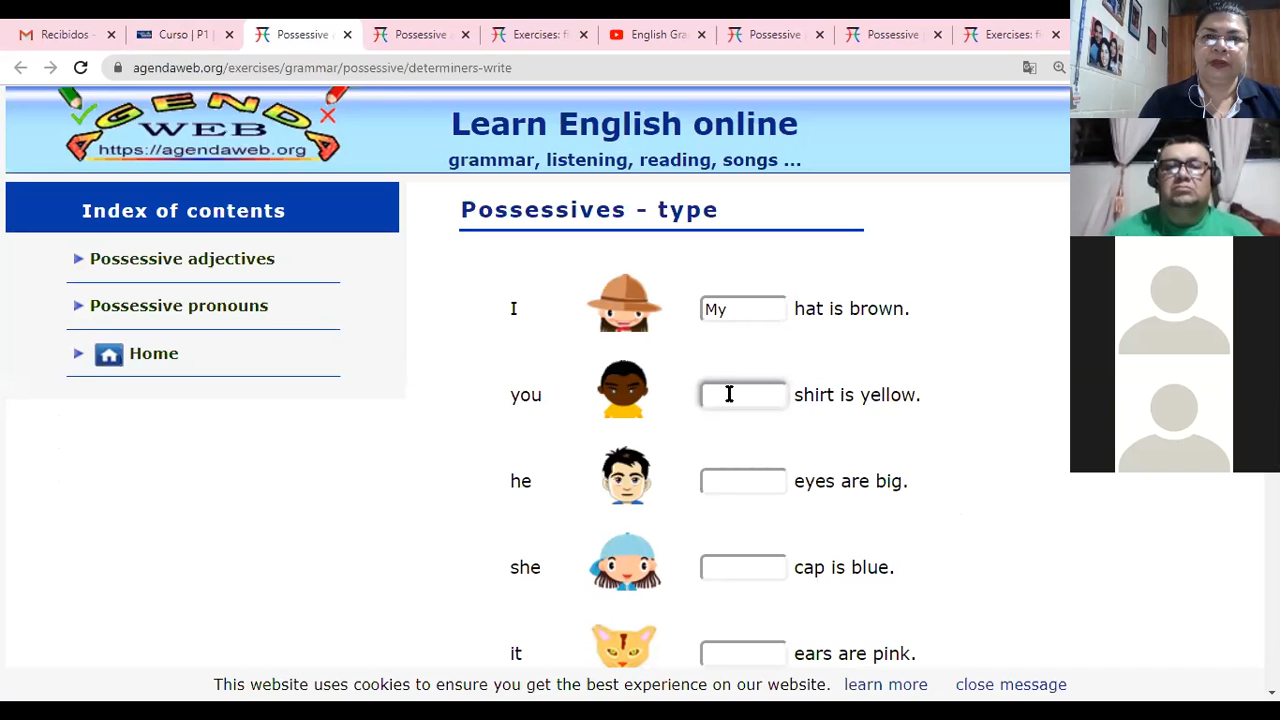 Recibidos -
Curso | P1
Possessive
Possessive
Exercises: fi
English Gra
Possessive
Possessive
Exercises: fi
agendaweb.org/exercises/grammar/possessive/determiners-write
AGENDA
WEB
https://agendaweb.org
Learn English online
grammar, listening, reading, songs ...
Index of contents
Possessive adjectives
Possessive pronouns
Home
Possessives - type
I My hat is brown.
you shirt is yellow.
he eyes are big.
she cap is blue.
it ears are pink.
This website uses cookies to ensure you get the best experience on our website. learn more close message